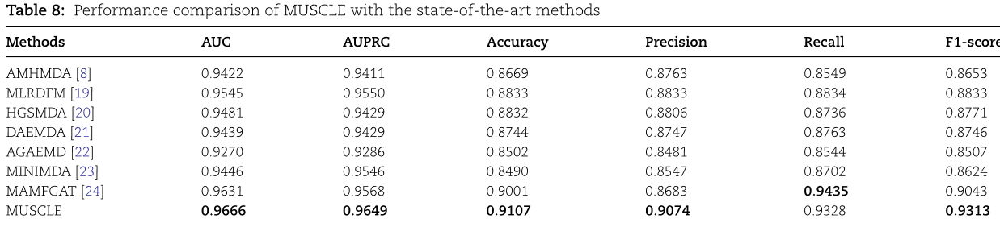 Table 8: Performance comparison of MUSCLE with the state-of-the-art methods
Methods AUC AUPRC Accuracy Precision Recall F1-score
AMHMDA [8] 0.9422 0.9411 0.8669 0.8763 0.8549 0.8653
MLRDFM [19] 0.9545 0.9550 0.8833 0.8833 0.8834 0.8833
HGSMDA [20] 0.9481 0.9429 0.8832 0.8806 0.8736 0.8771
DAEMDA [21] 0.9439 0.9429 0.8744 0.8747 0.8763 0.8746
AGAEMD [22] 0.9270 0.9286 0.8502 0.8481 0.8544 0.8507
MINIMDA [23] 0.9446 0.9546 0.8490 0.8547 0.8702 0.8624
MAMFGAT [24] 0.9631 0.9568 0.9001 0.8683 0.9435 0.9043
MUSCLE 0.9666 0.9649 0.9107 0.9074 0.9328 0.9313